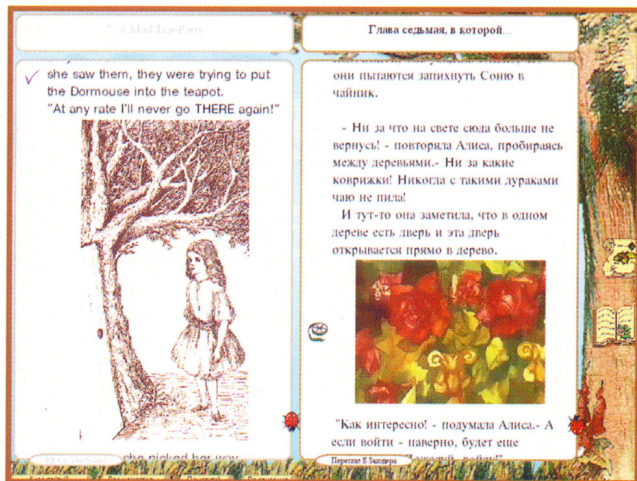 A Mad Tea-Party
she saw them, they were trying to put
the Dormouse into the teapot.
"At any rate I'll never go THERE again!"
she picked her way
Глава седьмая, в которой...
они пытаются запихнуть Соню в
чайник.
- Ни за что на свете сюда больше не
вернусь! - повторяла Алиса, пробираясь
между деревьями.- Ни за какие
коврижки! Никогда с такими дураками
чаю не пила!
И тут-то она заметила, что в одном
дереве есть дверь и эта дверь
открывается прямо в дерево.
"Как интересно! - подумала Алиса.- А
если войти - наверно, будет еще
Пересказ Б Заходера